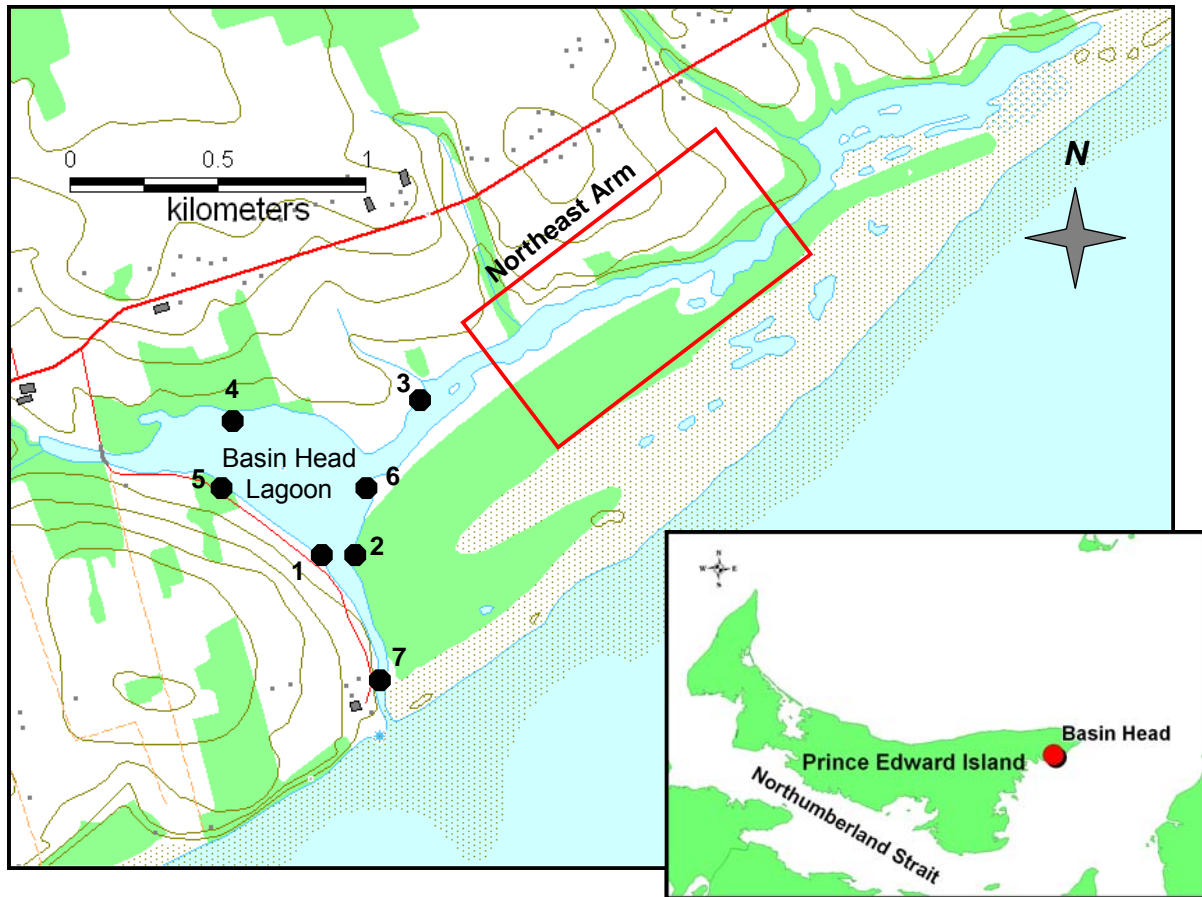 0 0.5 1
kilometers
Northeast Arm
N
3
4
Basin Head
Lagoon
5
6
1
2
7
N
W E
S
Basin Head
Prince Edward Island
Northumberland Strait